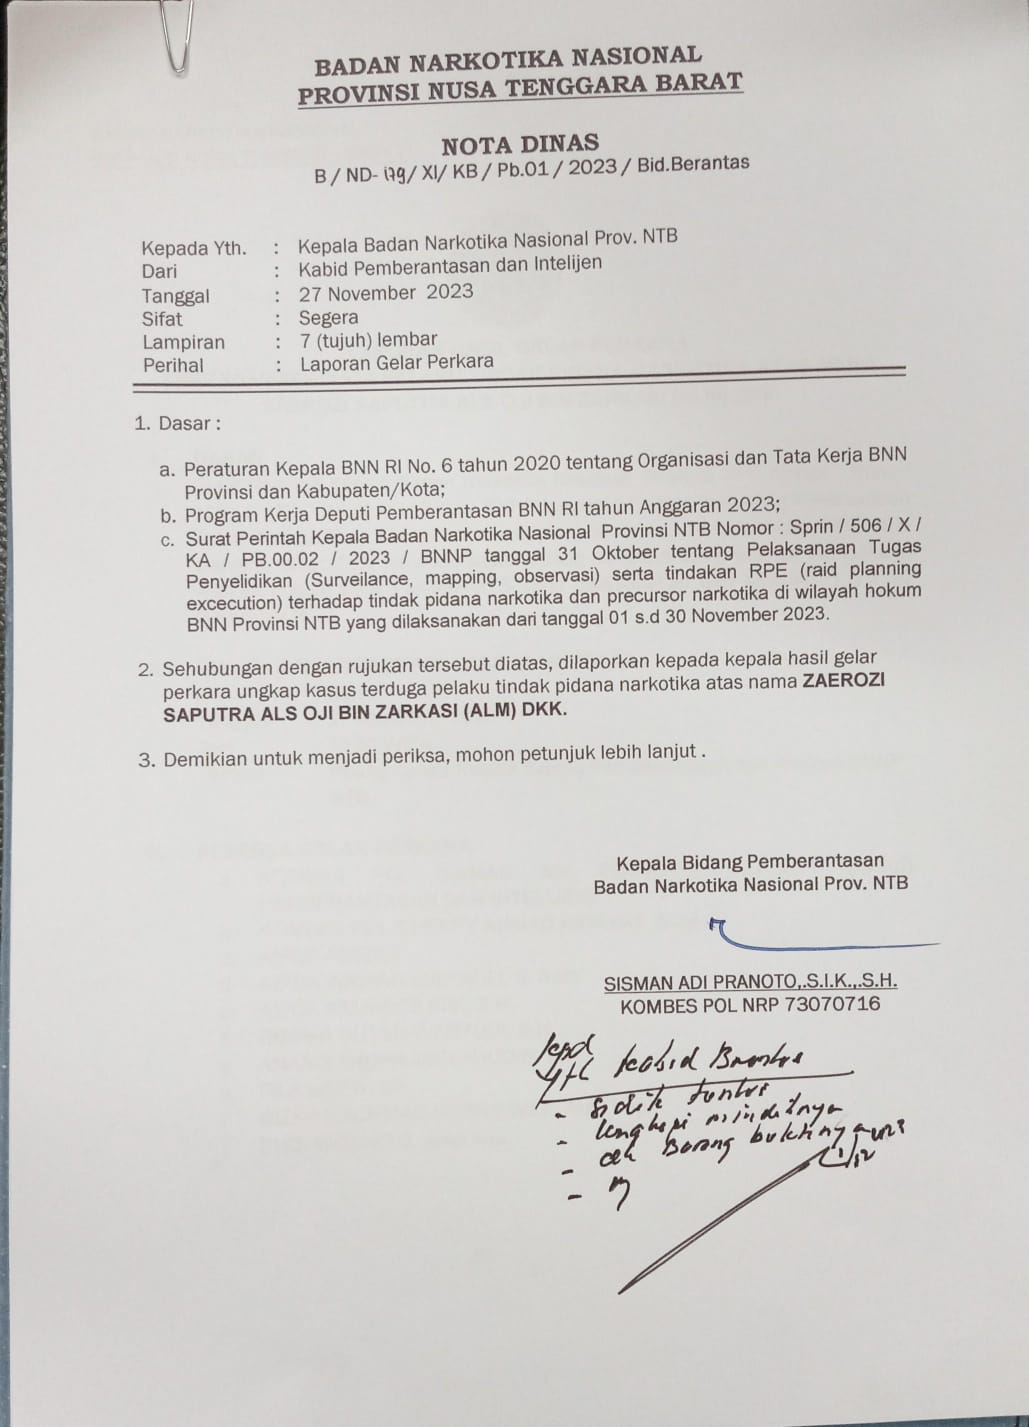 BADAN NARKOTIKA NASIONAL
PROVINSI NUSA TENGGARA BARAT
NOTA DINAS
B / ND- 179/ XI/ KB / Pb.01 / 2023 / Bid.Berantas
Kepada Yth. : Kepala Badan Narkotika Nasional Prov. NTB
Dari : Kabid Pemberantasan dan Intelijen
Tanggal : 27 November 2023
Sifat : Segera
Lampiran : 7 (tujuh) lembar
Perihal : Laporan Gelar Perkara
1. Dasar :
a. Peraturan Kepala BNN RI No. 6 tahun 2020 tentang Organisasi dan Tata Kerja BNN
Provinsi dan Kabupaten/Kota;
b. Program Kerja Deputi Pemberantasan BNN RI tahun Anggaran 2023;
c. Surat Perintah Kepala Badan Narkotika Nasional Provinsi NTB Nomor : Sprin / 506 / X /
KA / PB.00.02 / 2023 / BNNP tanggal 31 Oktober tentang Pelaksanaan Tugas
Penyelidikan (Surveilance, mapping, observasi) serta tindakan RPE (raid planning
excecution) terhadap tindak pidana narkotika dan precursor narkotika di wilayah hokum
BNN Provinsi NTB yang dilaksanakan dari tanggal 01 s.d 30 November 2023.
2. Sehubungan dengan rujukan tersebut diatas, dilaporkan kepada kepala hasil gelar
perkara ungkap kasus terduga pelaku tindak pidana narkotika atas nama ZAEROZI
SAPUTRA ALS OJI BIN ZARKASI (ALM) DKK.
3. Demikian untuk menjadi periksa, mohon petunjuk lebih lanjut .
Kepala Bidang Pemberantasan
Badan Narkotika Nasional Prov. NTB
SISMAN ADI PRANOTO,.S.I.K.,.S.H.
KOMBES POL NRP 73070716
kepd
Yth Kabid Brantas
- Sidik tuntas
- lengkapi mindiknya
- cek Barang buktinya
-